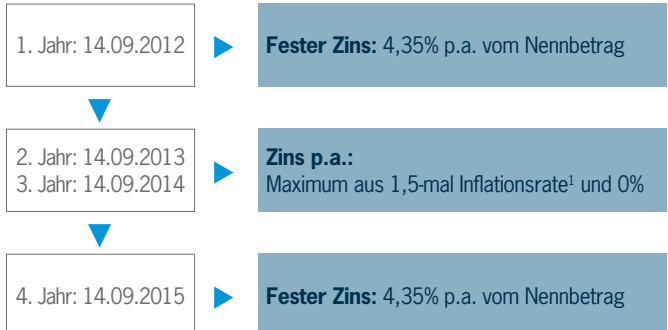 1. Jahr: 14.09.2012
Fester Zins: 4,35% p.a. vom Nennbetrag
2. Jahr: 14.09.2013
3. Jahr: 14.09.2014
Zins p.a.:
Maximum aus 1,5-mal Inflationsrate¹ und 0%
4. Jahr: 14.09.2015
Fester Zins: 4,35% p.a. vom Nennbetrag